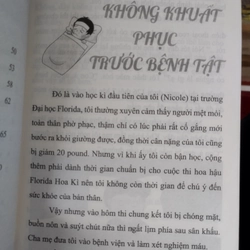 KHÔNG KHUẤT
PHỤC
TRƯỚC BỆNH TẬT
50
51
58
62
65
Đó là vào học kì đầu tiên của tôi (Nicole) tại trường
Đại học Florida, tôi thường xuyên cảm thấy người mệt mỏi,
toàn thân phờ phạc, thậm chí có lúc phải rất cố gắng mới
bước ra khỏi giường được, đồng thời cân nặng của tôi cũng
bị giảm 20 pound. Nhưng vì khi ấy tôi còn bận học, cộng
thêm phải dành thời gian chuẩn bị cho cuộc thi hoa hậu
Florida Hoa Kì nên tôi không còn thời gian để chú ý đến
sức khỏe của bản thân.
Vậy nhưng vào hôm thi chung kết tôi bị chóng mặt,
buồn nôn và suýt chút nữa thì ngất lịm phía sau sân khấu.
Cha mẹ đưa tôi vào bệnh viện và làm xét nghiệm máu,